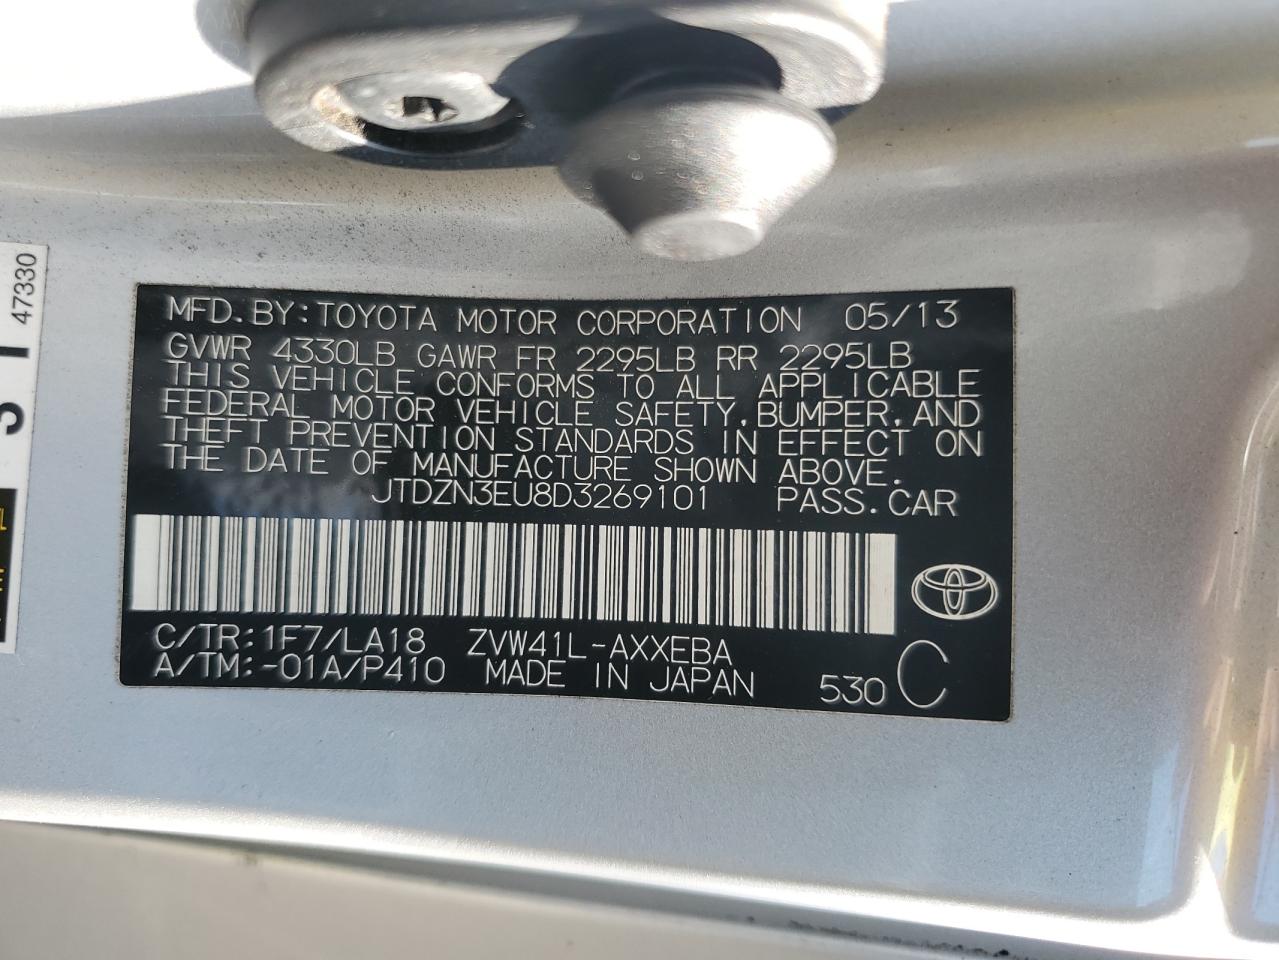 MFD.BY:TOYOTA MOTOR CORPORATION 05/13
GVWR 4330LB GAWR FR 2295LB RR 2295LB
THIS VEHICLE CONFORMS TO ALL APPLICABLE
FEDERAL MOTOR VEHICLE SAFETY,BUMPER,AND
THEFT PREVENTION STANDARDS IN EFFECT ON
THE DATE OF MANUFACTURE SHOWN ABOVE.
JTDZN3EU8D3269101 PASS.CAR
C/TR:1F7/LA18 ZVW41L-AXXEBA
A/TM:-01A/P410 MADE IN JAPAN 530 C
47330